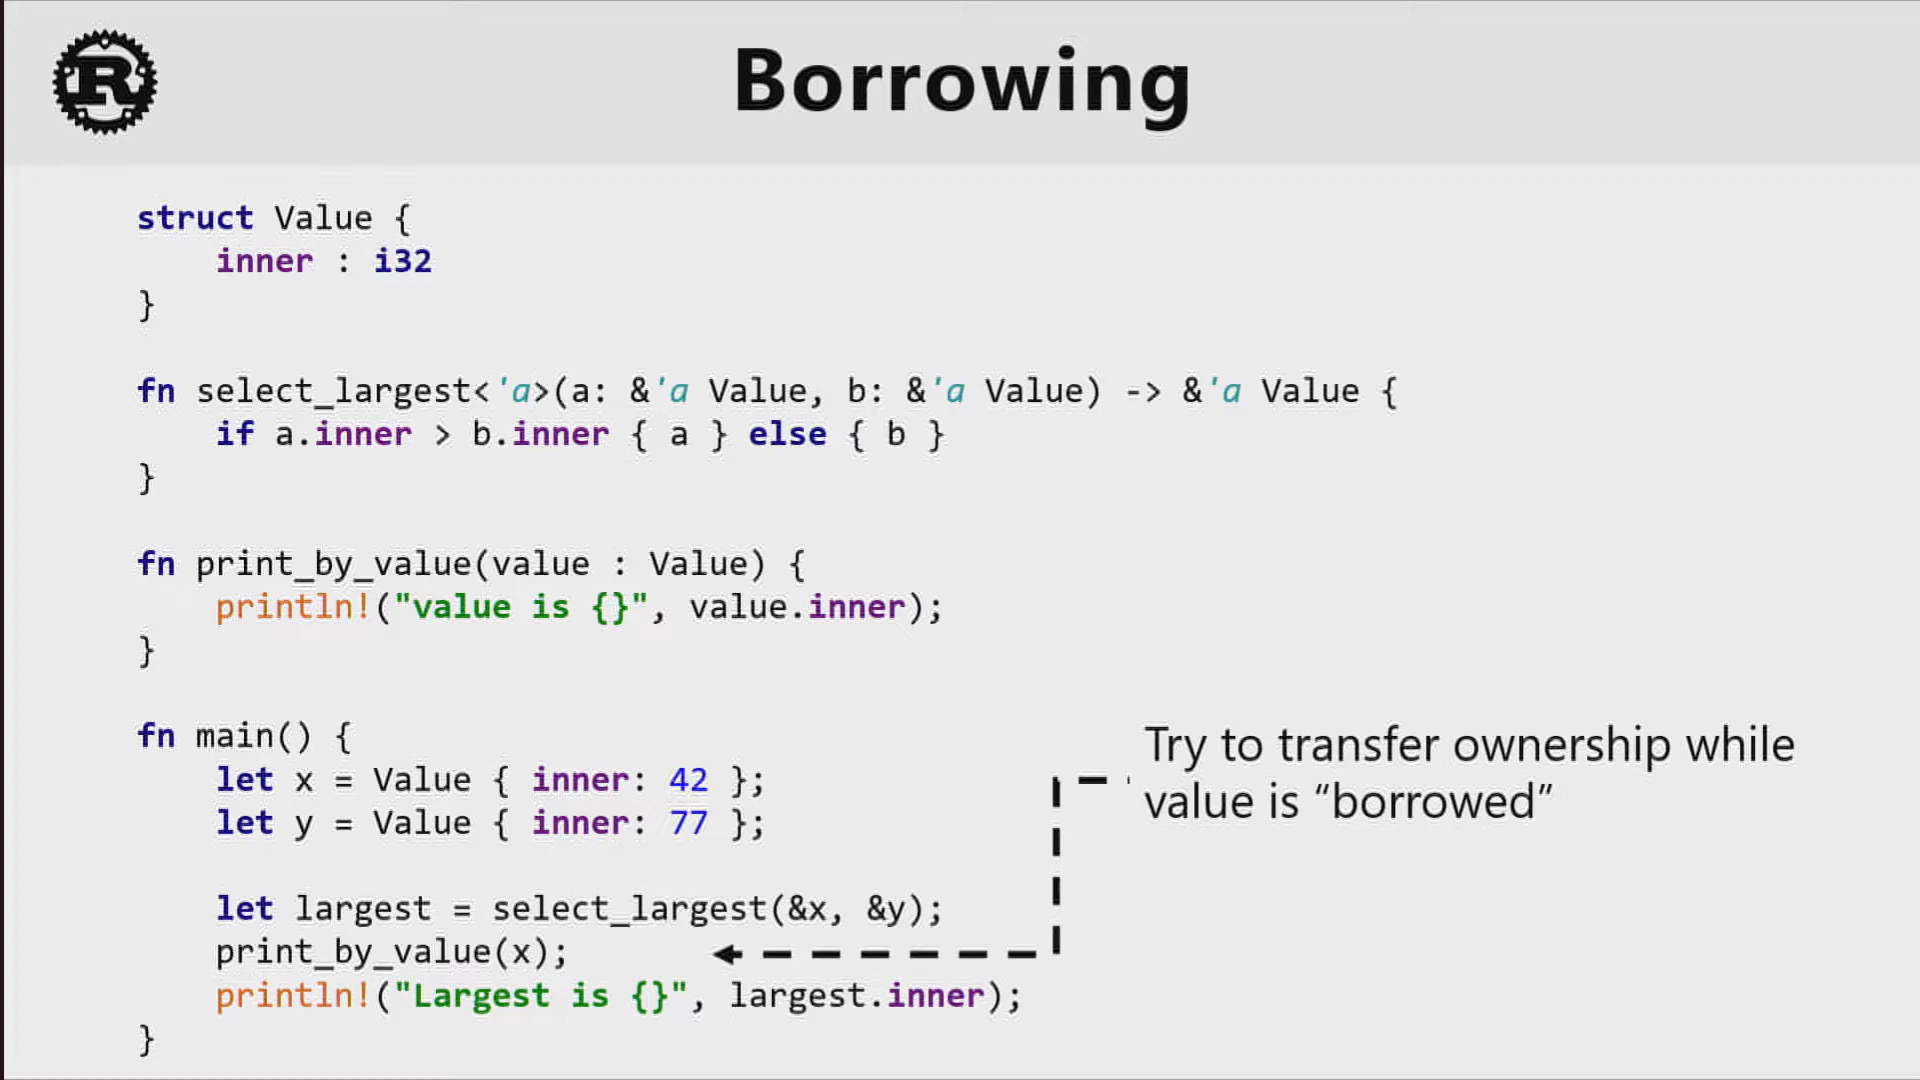 R
Borrowing
struct Value {
    inner : i32
}
fn select_largest<'a>(a: &'a Value, b: &'a Value) -> &'a Value {
    if a.inner > b.inner { a } else { b }
}
fn print_by_value(value : Value) {
    println!("value is {}", value.inner);
}
fn main() {
    let x = Value { inner: 42 };
    let y = Value { inner: 77 };
    let largest = select_largest(&x, &y);
    print_by_value(x);
    println!("Largest is {}", largest.inner);
}
Try to transfer ownership while
value is “borrowed”